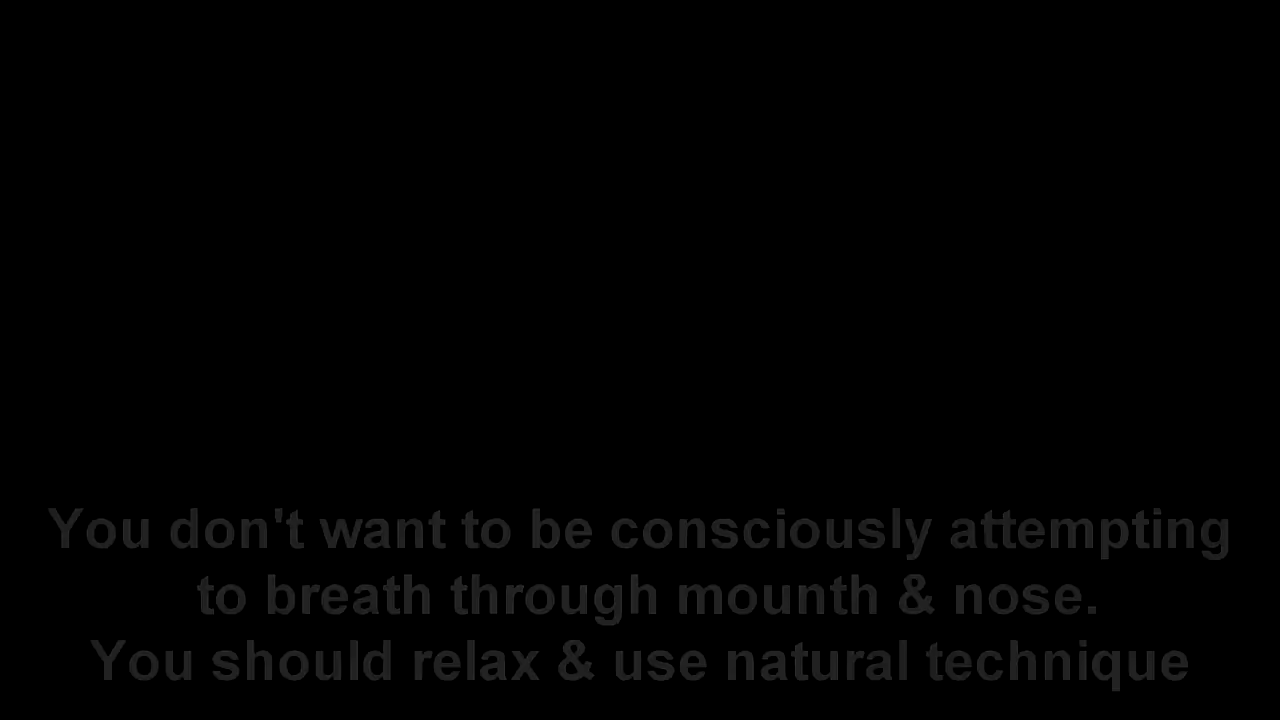 You don't want to be consciously attempting
to breath through mounth & nose.
You should relax & use natural technique